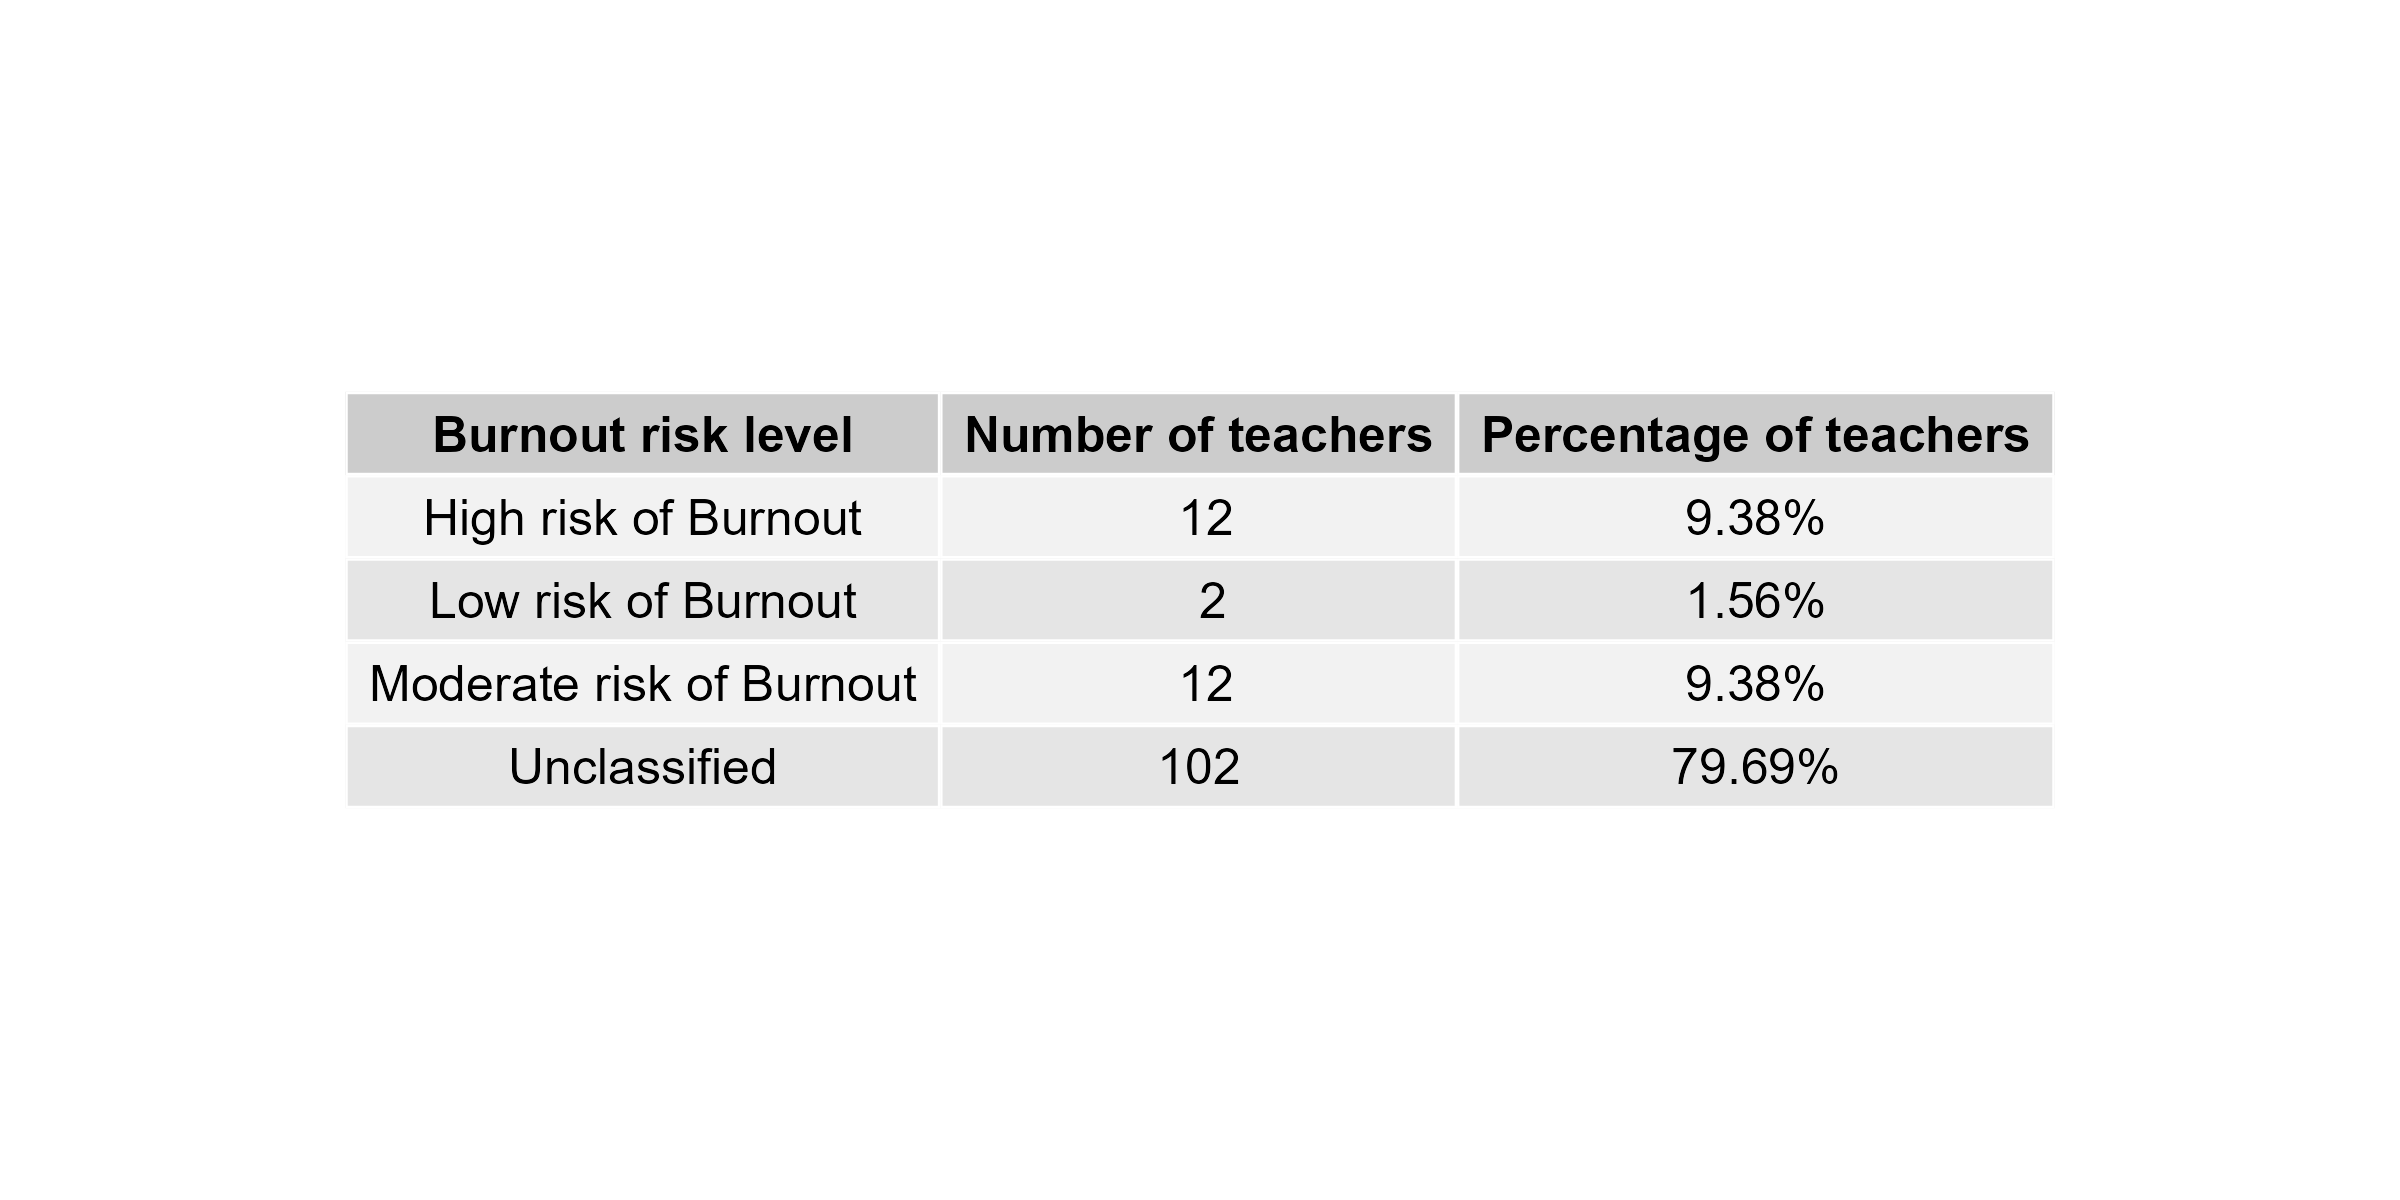 Burnout risk level Number of teachers Percentage of teachers
High risk of Burnout 12 9.38%
Low risk of Burnout 2 1.56%
Moderate risk of Burnout 12 9.38%
Unclassified 102 79.69%